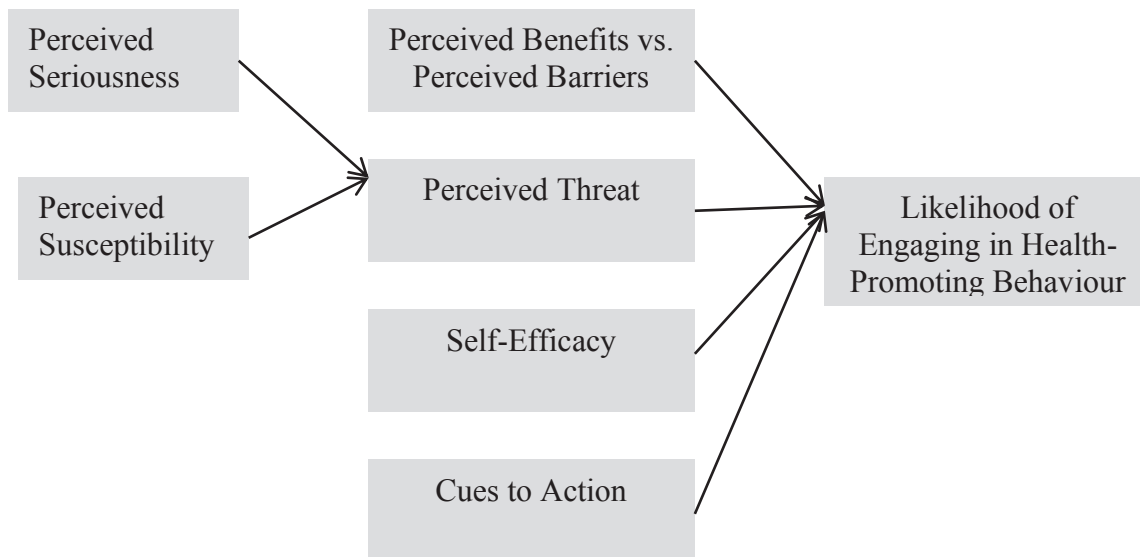 Perceived
Seriousness
Perceived Benefits vs.
Perceived Barriers
Perceived
Susceptibility
Perceived Threat
Likelihood of
Engaging in Health-
Promoting Behaviour
Self-Efficacy
Cues to Action